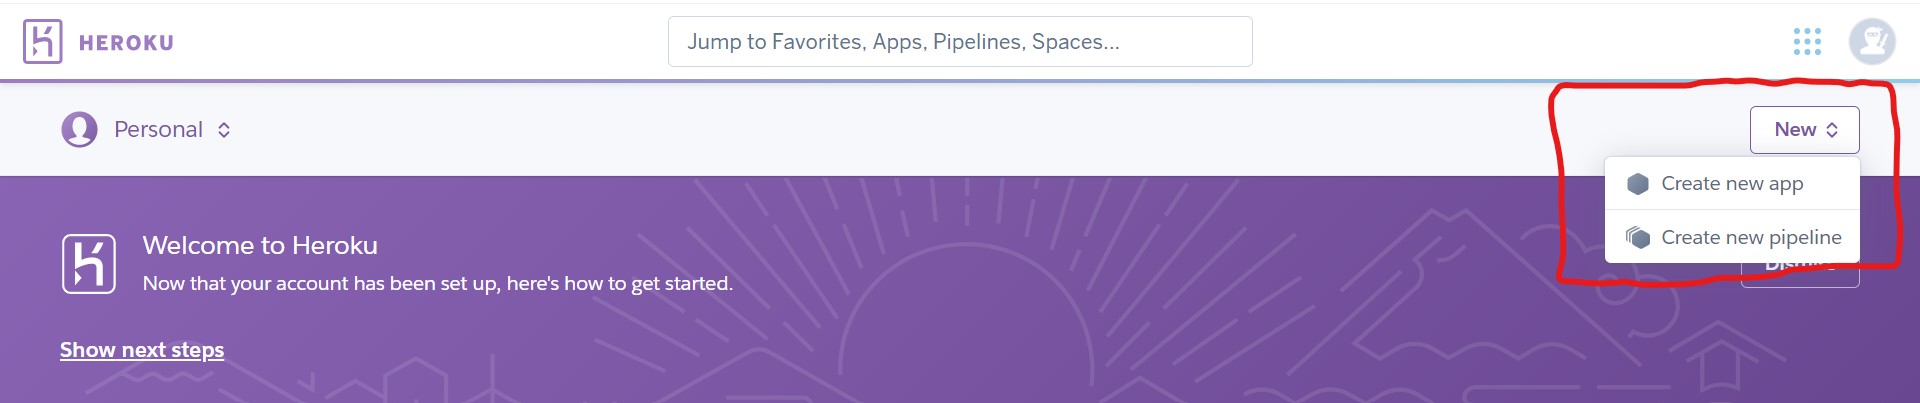 HEROKU
Jump to Favorites, Apps, Pipelines, Spaces...
Personal
New
Create new app
Create new pipeline
Welcome to Heroku
Now that your account has been set up, here's how to get started.
Show next steps